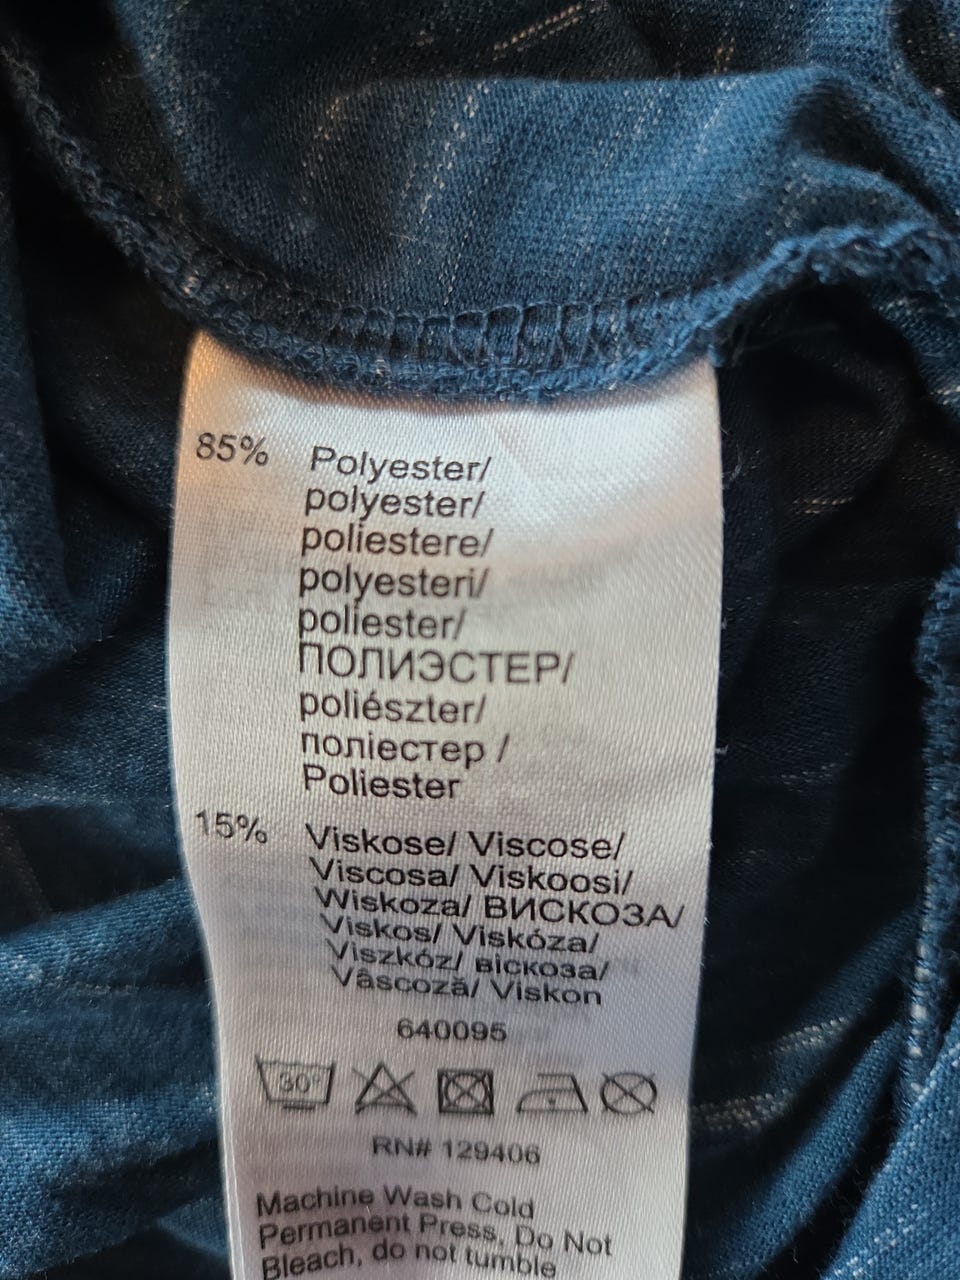 85% Polyester/
polyester/
poliestere/
polyesteri/
poliester/
ПОЛИЭСТЕР/
poliészter/
поліестер /
Poliester
15% Viskose/ Viscose/
Viscosa/ Viskoosi/
Wiskoza/ ВИСКОЗА/
Viskos/ Viskóza/
Viszkóz/ віскоза/
Vâscoză/ Viskon
640095
30°
RN# 129406
Machine Wash Cold
Permanent Press, Do Not
Bleach, do not tumble